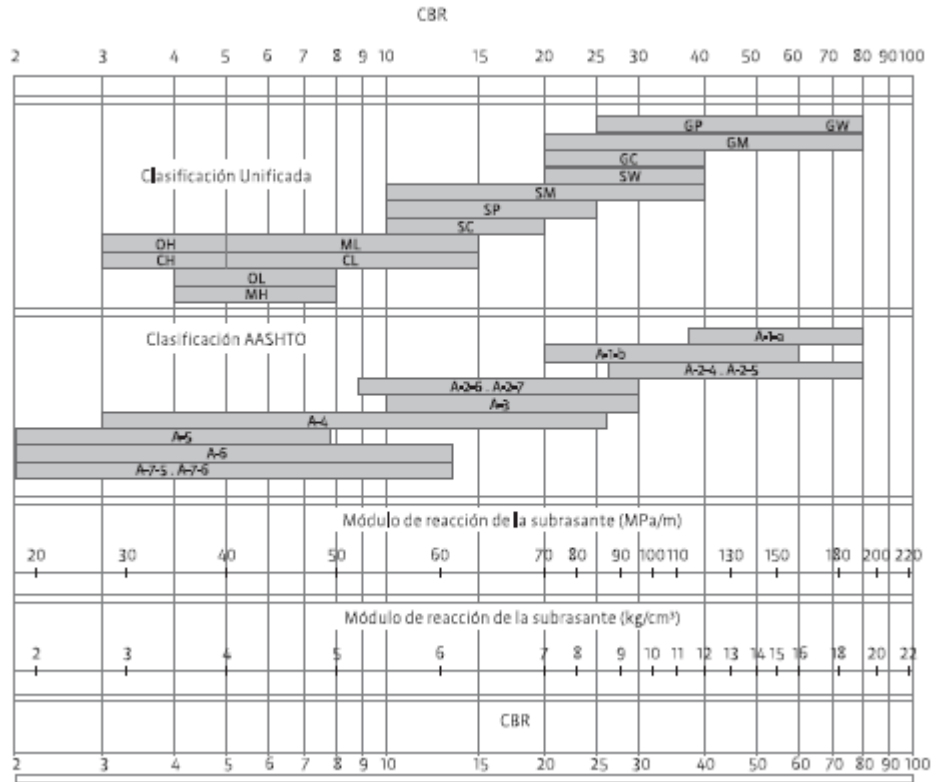 CBR
2 3 4 5 6 7 8 9 10 15 20 25 30 40 50 60 70 80 90 100
GP GW
GM
Clasificación Unificada
GC
SW
SM
SP
SC
OH ML
CH CL
OL
MH
Clasificación AASHTO
A-1-a
A-1-b
A-2-4 . A-2-5
A-2-6 . A-2-7
A-3
A-4
A-5
A-6
A-7-5 . A-7-6
Módulo de reacción de la subrasante (MPa/m)
20 30 40 50 60 70 80 90 100 110 130 150 180 200 220
Módulo de reacción de la subrasante (kg/cm³)
2 3 4 5 6 7 8 9 10 11 12 13 14 15 16 18 20 22
CBR
2 3 4 5 6 7 8 9 10 15 20 25 30 40 50 60 70 80 90 100